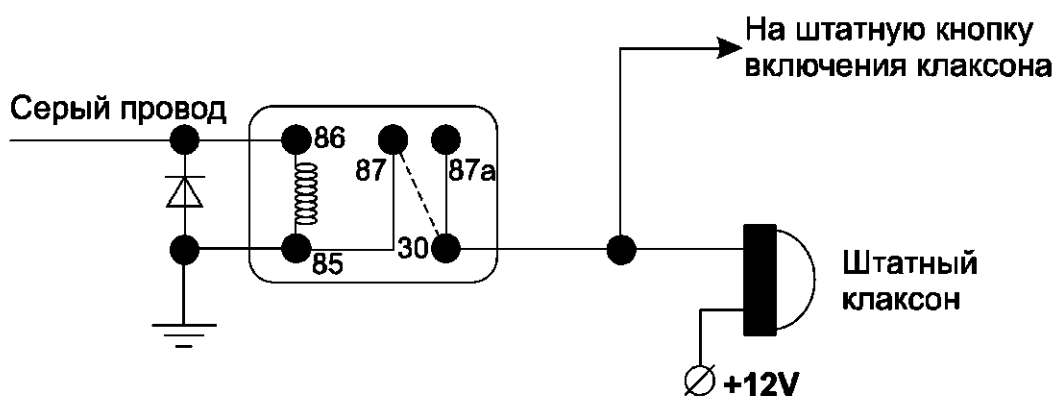 На штатную кнопку
включения клаксона
Серый провод
86
87
87a
85
30
Штатный
клаксон
+12V